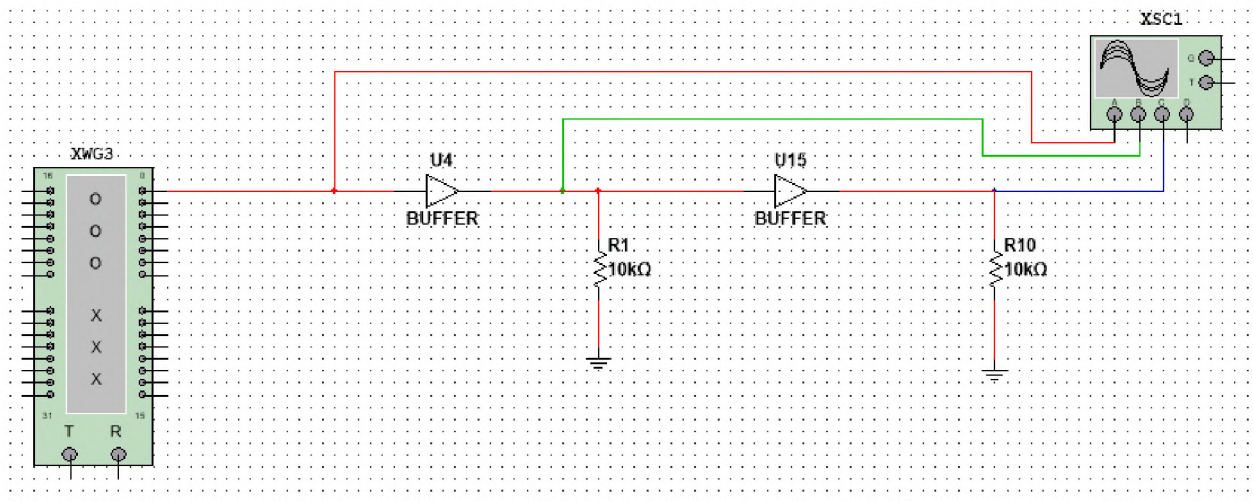 XSC1
G
T
A B C D
XWG3
16 0
O
O
O
X
X
X
31 15
T R
U4
BUFFER
U15
BUFFER
R1
10kΩ
R10
10kΩ